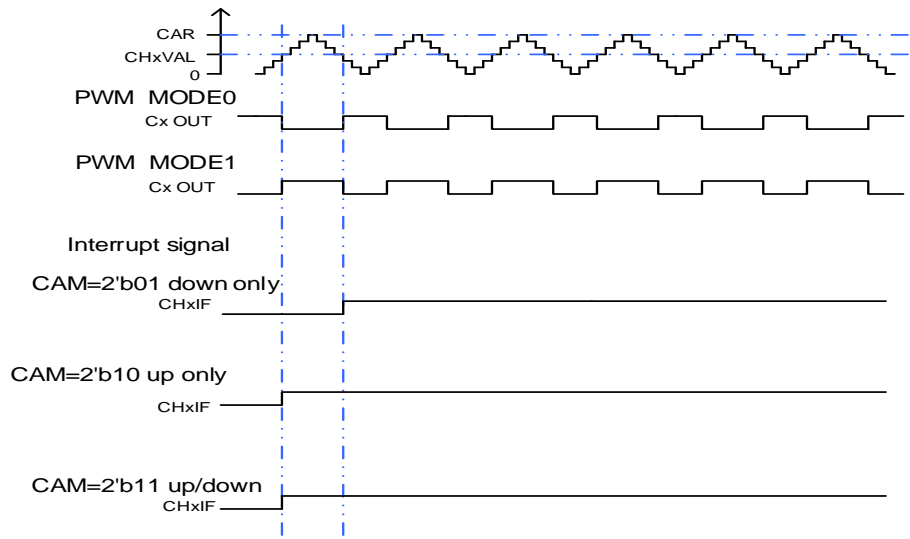 CAR
CHxVAL
0
PWM MODE0
Cx OUT
PWM MODE1
Cx OUT
Interrupt signal
CAM=2'b01 down only
CHxIF
CAM=2'b10 up only
CHxIF
CAM=2'b11 up/down
CHxIF